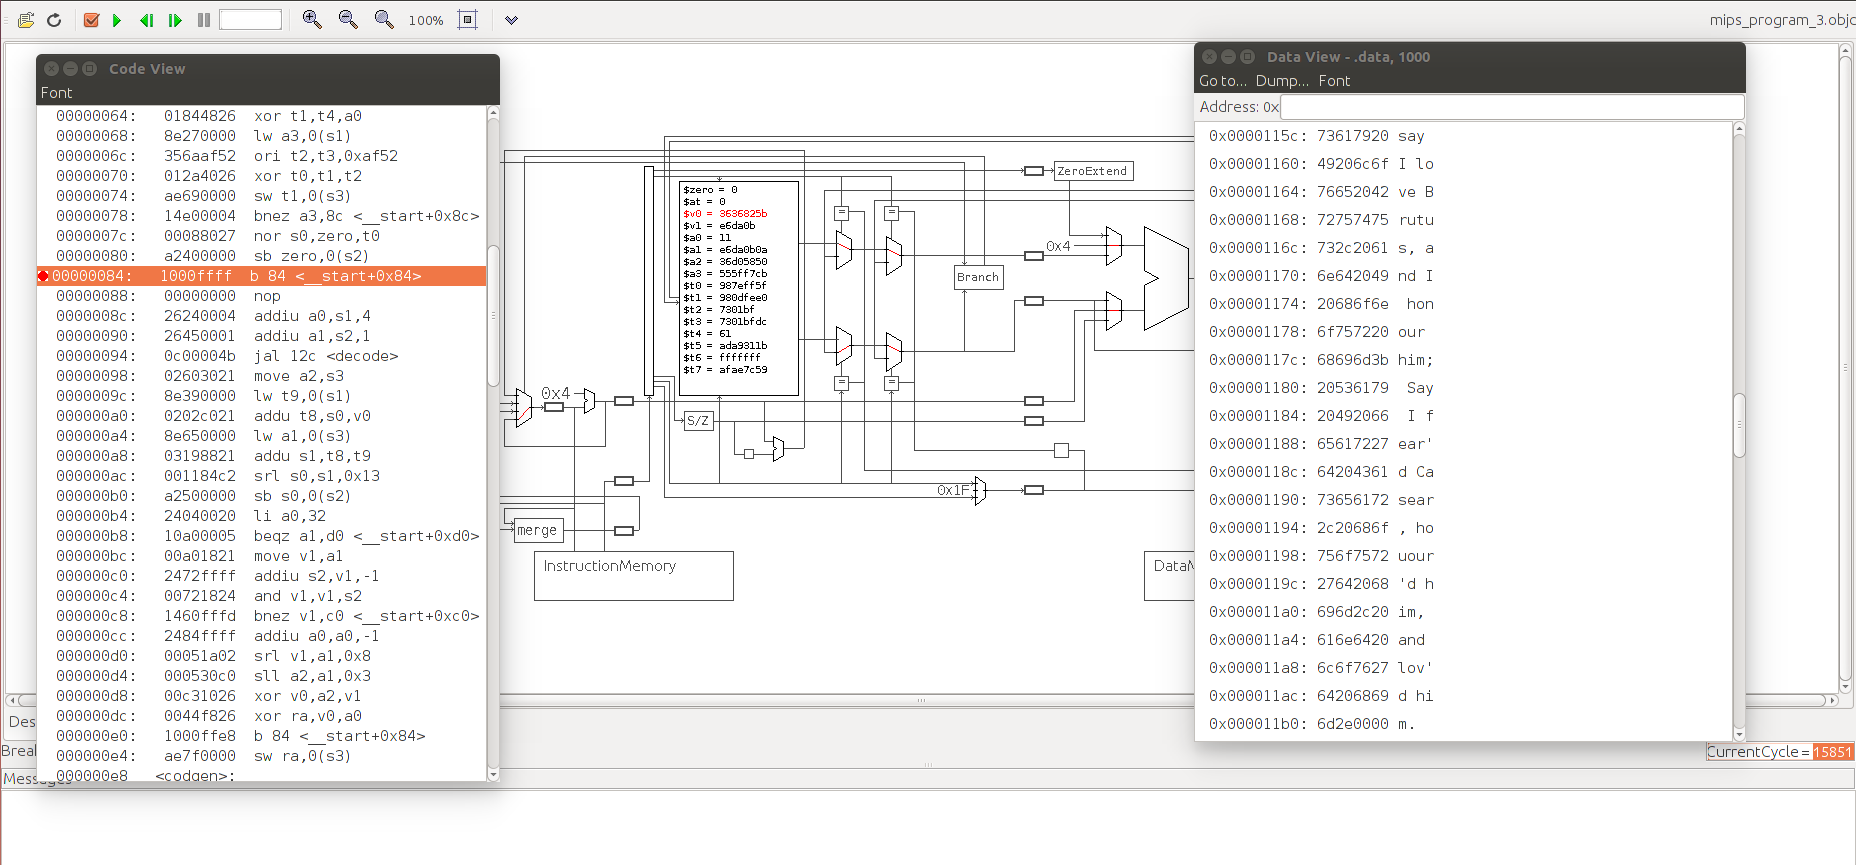 100%
mips_program_3.objc
Code View
Font
00000064: 01844826 xor t1,t4,a0
00000068: 8e270000 lw a3,0(s1)
0000006c: 356aaf52 ori t2,t3,0xaf52
00000070: 012a4026 xor t0,t1,t2
00000074: ae690000 sw t1,0(s3)
00000078: 14e00004 bnez a3,8c <__start+0x8c>
0000007c: 00088027 nor s0,zero,t0
00000080: a2400000 sb zero,0(s2)
00000084: 1000ffff b 84 <__start+0x84>
00000088: 00000000 nop
0000008c: 26240004 addiu a0,s1,4
00000090: 26450001 addiu a1,s2,1
00000094: 0c00004b jal 12c <decode>
00000098: 02603021 move a2,s3
0000009c: 8e390000 lw t9,0(s1)
000000a0: 0202c021 addu t8,s0,v0
000000a4: 8e650000 lw a1,0(s3)
000000a8: 03198821 addu s1,t8,t9
000000ac: 001184c2 srl s0,s1,0x13
000000b0: a2500000 sb s0,0(s2)
000000b4: 24040020 li a0,32
000000b8: 10a00005 beqz a1,d0 <__start+0xd0>
000000bc: 00a01821 move v1,a1
000000c0: 2472ffff addiu s2,v1,-1
000000c4: 00721824 and v1,v1,s2
000000c8: 1460fffd bnez v1,c0 <__start+0xc0>
000000cc: 2484ffff addiu a0,a0,-1
000000d0: 00051a02 srl v1,a1,0x8
000000d4: 000530c0 sll a2,a1,0x3
000000d8: 00c31026 xor v0,a2,v1
000000dc: 0044f826 xor ra,v0,a0
000000e0: 1000ffe8 b 84 <__start+0x84>
000000e4: ae7f0000 sw ra,0(s3)
000000e8 <codgen>:
$zero = 0
$at = 0
$v0 = 3636825b
$v1 = e6da0b
$a0 = 11
$a1 = e6da0b0a
$a2 = 36d05850
$a3 = 555ff7cb
$t0 = 987eff5f
$t1 = 980dfee0
$t2 = 7301bf
$t3 = 7301bfdc
$t4 = 61
$t5 = ada9311b
$t6 = fffffff
$t7 = afae7c59
=
=
ZeroExtend
0x4
Branch
=
=
0x4
S/Z
0x1F
merge
InstructionMemory
DataM
Data View - .data, 1000
Go to... Dump... Font
Address: 0x
0x0000115c: 73617920 say
0x00001160: 49206c6f I lo
0x00001164: 76652042 ve B
0x00001168: 72757475 rutu
0x0000116c: 732c2061 s, a
0x00001170: 6e642049 nd I
0x00001174: 20686f6e hon
0x00001178: 6f757220 our
0x0000117c: 68696d3b him;
0x00001180: 20536179 Say
0x00001184: 20492066 I f
0x00001188: 65617227 ear'
0x0000118c: 64204361 d Ca
0x00001190: 73656172 sear
0x00001194: 2c20686f , ho
0x00001198: 756f7572 uour
0x0000119c: 27642068 'd h
0x000011a0: 696d2c20 im,
0x000011a4: 616e6420 and
0x000011a8: 6c6f7627 lov'
0x000011ac: 64206869 d hi
0x000011b0: 6d2e0000 m.
Des
Break
CurrentCycle = 15851
Messages